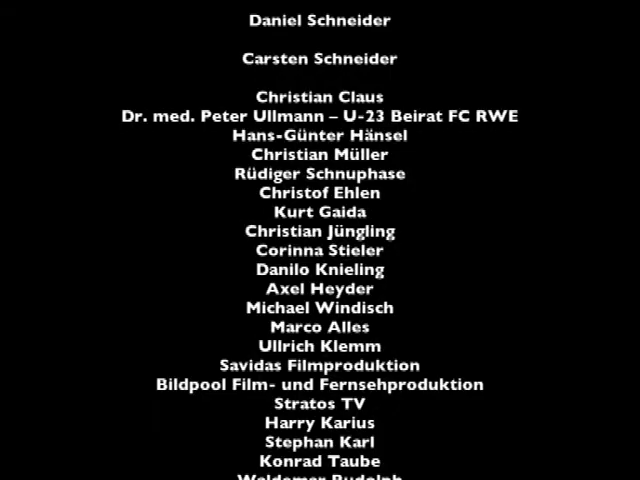 Daniel Schneider
Carsten Schneider
Christian Claus
Dr. med. Peter Ullmann – U-23 Beirat FC RWE
Hans-Günter Hänsel
Christian Müller
Rüdiger Schnuphase
Christof Ehlen
Kurt Gaida
Christian Jüngling
Corinna Stieler
Danilo Knieling
Axel Heyder
Michael Windisch
Marco Alles
Ullrich Klemm
Savidas Filmproduktion
Bildpool Film- und Fernsehproduktion
Stratos TV
Harry Karius
Stephan Karl
Konrad Taube
Waldemar Rudolph